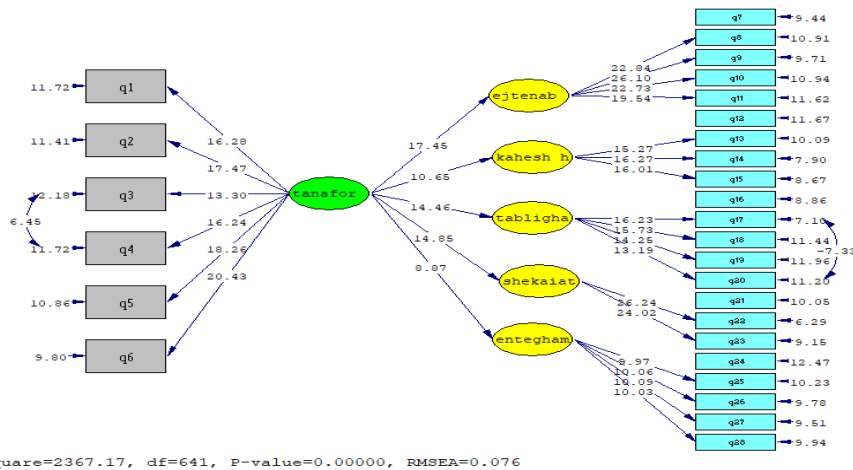 q1
q2
q3
q4
q5
q6
11.72
11.41
12.18
11.72
10.86
9.80
6.45
16.28
17.47
13.30
16.24
18.26
20.43
tanafor
17.45
10.65
14.46
14.85
8.87
ejtenab
kahesh h
tabligha
shekaiat
entegham
22.84
26.10
22.73
19.54
15.27
16.27
16.01
16.23
15.73
14.25
13.19
26.24
24.02
10.06
10.09
10.03
q7 9.44
q8 10.91
q9 9.71
q10 10.94
q11 11.62
q12 11.67
q13 10.09
q14 7.90
q15 8.67
q16 8.86
q17 7.10
q18 11.44
q19 11.96
q20 11.20
q21 10.05
q22 6.29
q23 9.15
q24 12.47
q25 10.23
q26 9.78
q27 9.51
q28 9.94
-7.33
uare=2367.17, df=641, P-value=0.00000, RMSEA=0.076